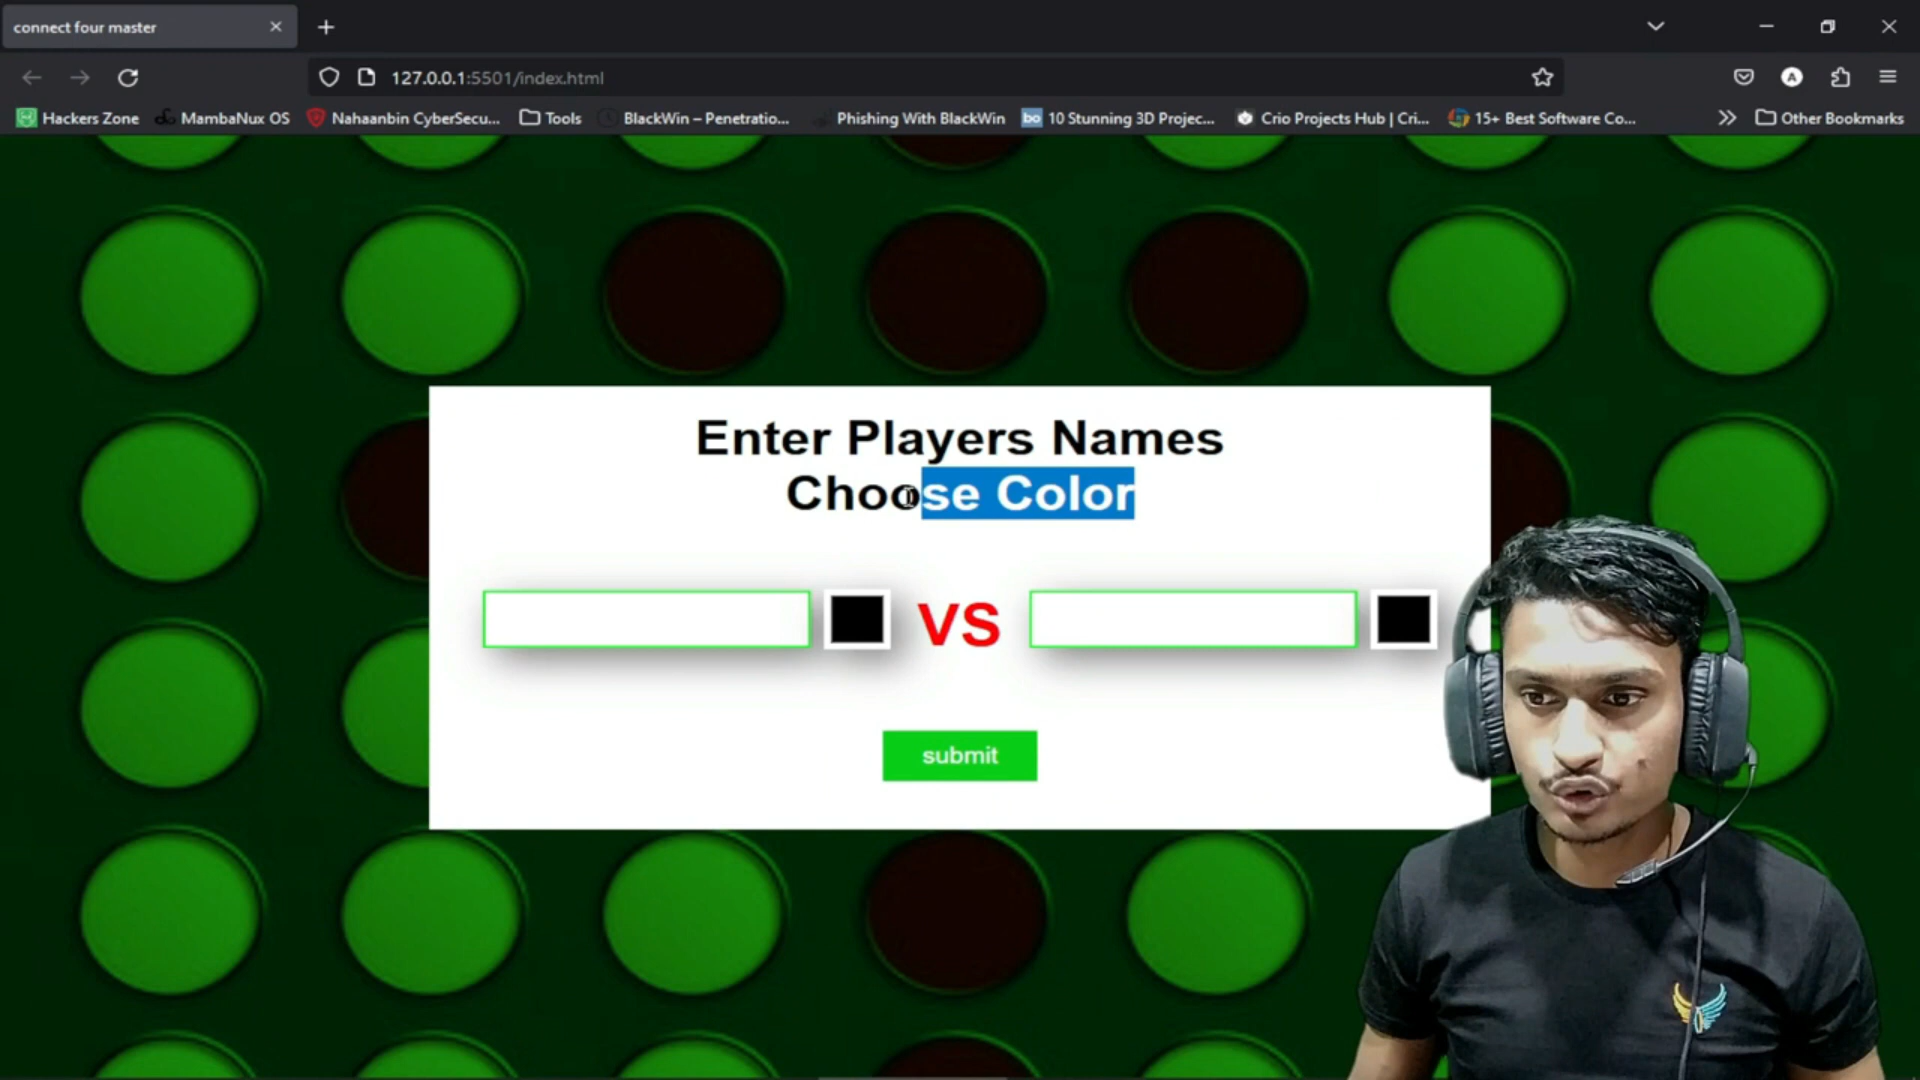 connect four master
127.0.0.1:5501/index.html
Hackers Zone
MambaNux OS
Nahaanbin CyberSecu...
Tools
BlackWin – Penetratio...
Phishing With BlackWin
10 Stunning 3D Projec...
Crio Projects Hub | Cri...
15+ Best Software Co...
Other Bookmarks
Enter Players Names
Choose Color
VS
submit